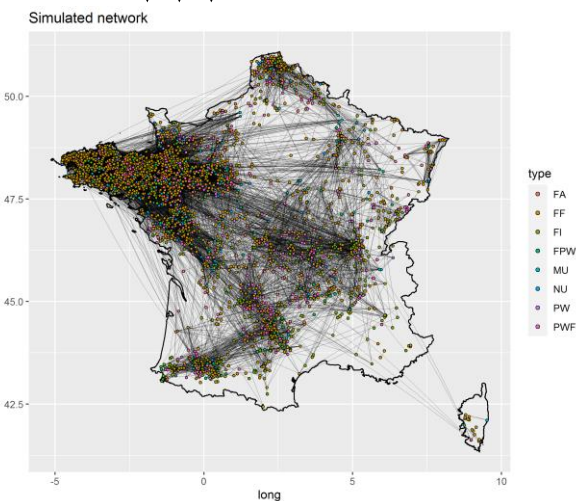 Simulated network
50.0
47.5
45.0
42.5
-5
0
5
10
long
type
FA
FF
FI
FPW
MU
NU
PW
PWF